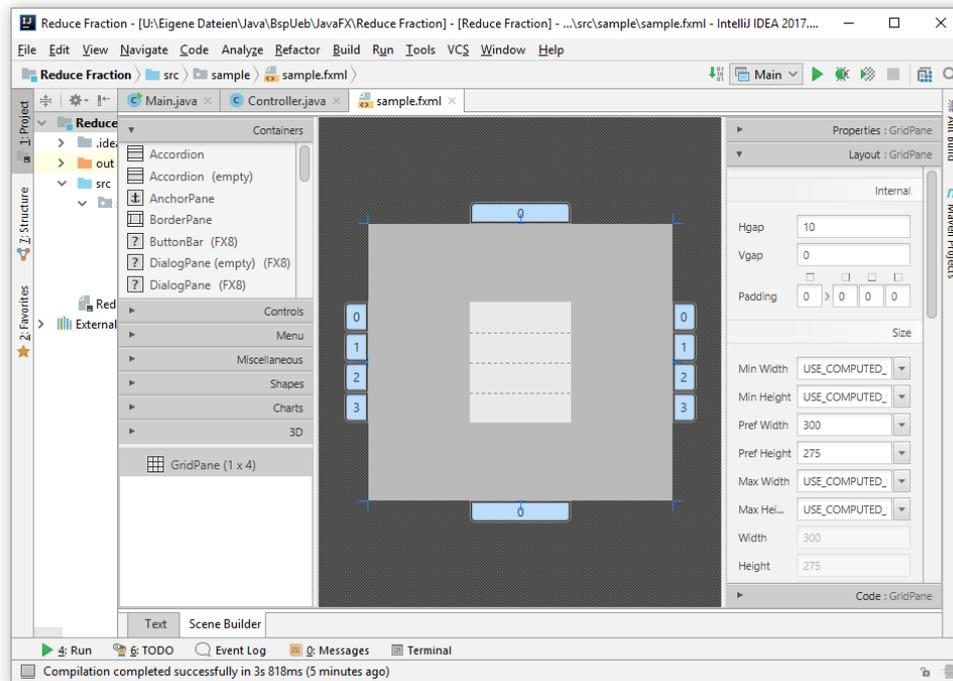 Reduce Fraction - [U:\Eigene Dateien\Java\BspUeb\JavaFX\Reduce Fraction] - [Reduce Fraction] - ...\src\sample\sample.fxml - IntelliJ IDEA 2017....
File Edit View Navigate Code Analyze Refactor Build Run Tools VCS Window Help
Reduce Fraction src sample sample.fxml Main
1: Project
Main.java Controller.java sample.fxml
Reduce
.idea
out
src
Red
External
Z: Structure
2: Favorites
Containers
Accordion
Accordion (empty)
AnchorPane
BorderPane
ButtonBar (FX8)
DialogPane (empty) (FX8)
DialogPane (FX8)
Controls
Menu
Miscellaneous
Shapes
Charts
3D
GridPane (1 x 4)
0
0 0
1 1
2 2
3 3
0
Properties : GridPane
Layout : GridPane
Internal
Hgap 10
Vgap 0
Padding 0 0 0 0
Size
Min Width USE_COMPUTED_
Min Height USE_COMPUTED_
Pref Width 300
Pref Height 275
Max Width USE_COMPUTED_
Max Hei... USE_COMPUTED_
Width 300
Height 275
Code : GridPane
Ant Build
Maven Projects
Text Scene Builder
4: Run 6: TODO Event Log 0: Messages Terminal
Compilation completed successfully in 3s 818ms (5 minutes ago)